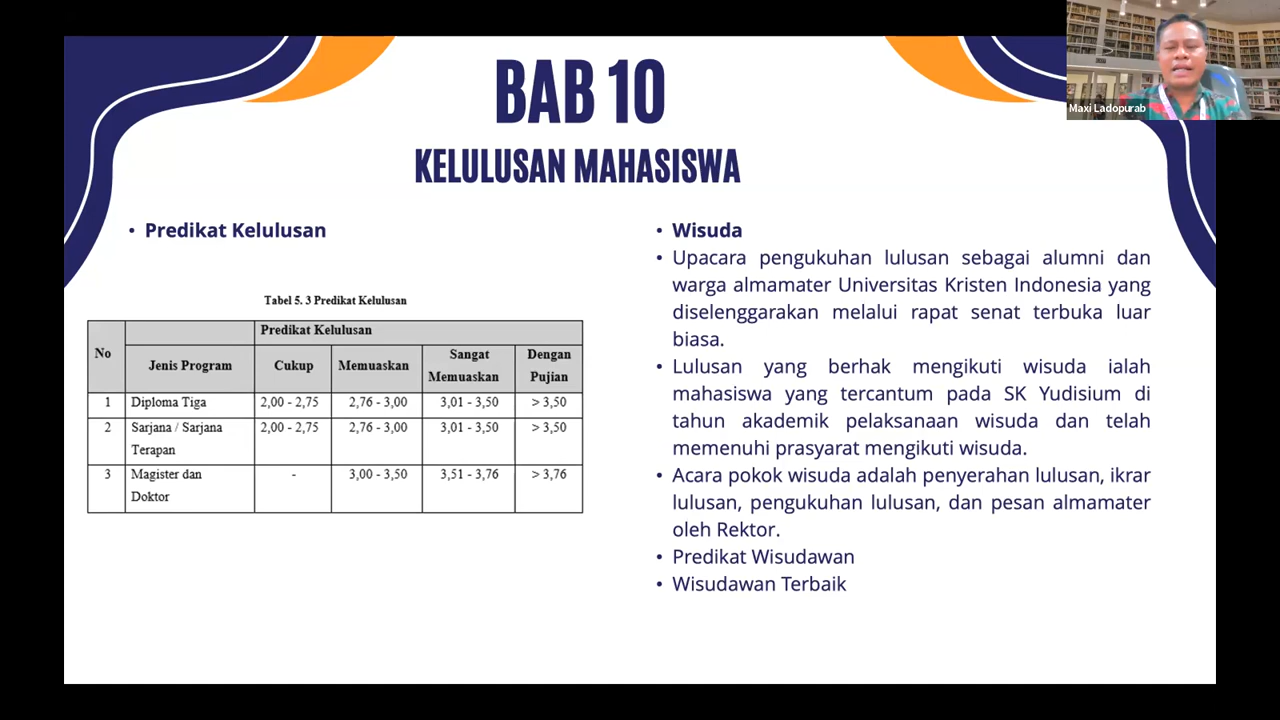 BAB 10
KELULUSAN MAHASISWA
Maxi Ladopurab
• Predikat Kelulusan
Tabel 5. 3 Predikat Kelulusan
No Jenis Program Predikat Kelulusan
Cukup Memuaskan Sangat Memuaskan Dengan Pujian
1 Diploma Tiga 2,00 - 2,75 2,76 - 3,00 3,01 - 3,50 > 3,50
2 Sarjana / Sarjana Terapan 2,00 - 2,75 2,76 - 3,00 3,01 - 3,50 > 3,50
3 Magister dan Doktor - 3,00 - 3,50 3,51 - 3,76 > 3,76
• Wisuda
• Upacara pengukuhan lulusan sebagai alumni dan
warga almamater Universitas Kristen Indonesia yang
diselenggarakan melalui rapat senat terbuka luar
biasa.
• Lulusan yang berhak mengikuti wisuda ialah
mahasiswa yang tercantum pada SK Yudisium di
tahun akademik pelaksanaan wisuda dan telah
memenuhi prasyarat mengikuti wisuda.
• Acara pokok wisuda adalah penyerahan lulusan, ikrar
lulusan, pengukuhan lulusan, dan pesan almamater
oleh Rektor.
• Predikat Wisudawan
• Wisudawan Terbaik